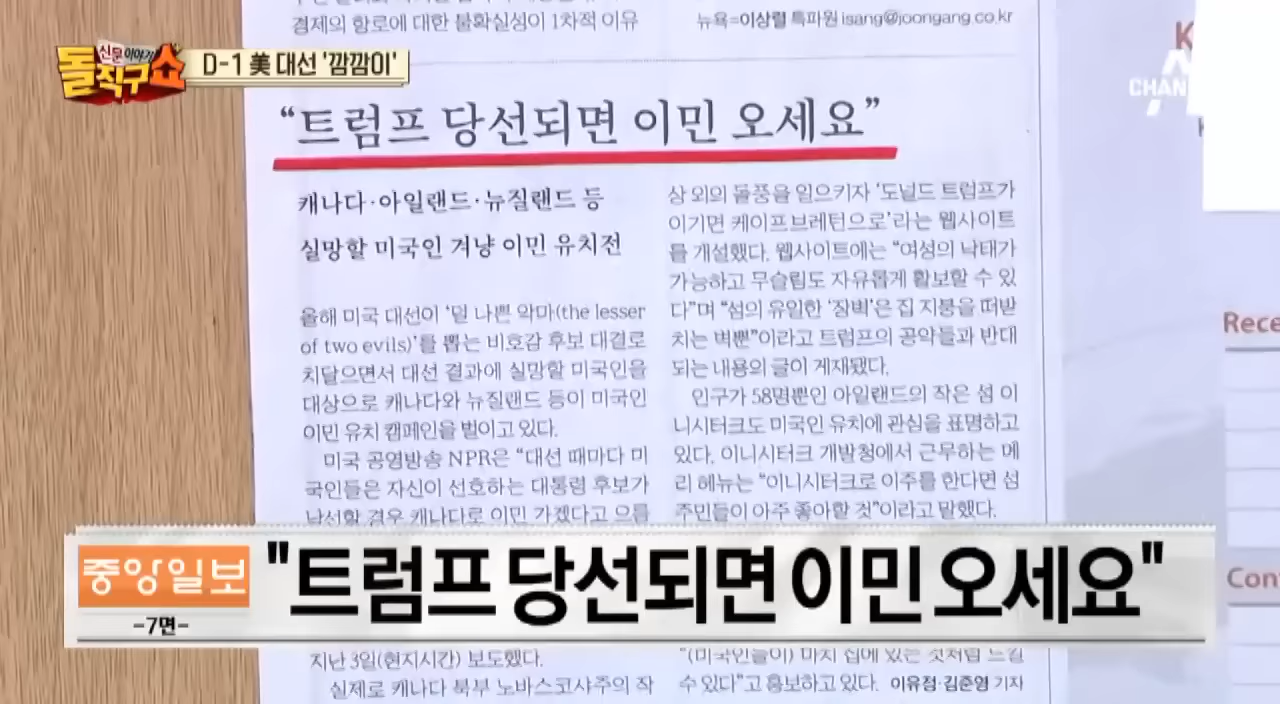 경제의 항로에 대한 불확실성이 1차적 이유
뉴욕=이상렬 특파원 isang@joongang.co.kr
신문이야기
돌직구쇼
D-1 美 대선 '깜깜이'
CHAN
“트럼프 당선되면 이민 오세요”
캐나다·아일랜드·뉴질랜드 등
실망할 미국인 겨냥 이민 유치전
올해 미국 대선이 ‘덜 나쁜 악마(the lesser
of two evils)’를 뽑는 비호감 후보 대결로
치달으면서 대선 결과에 실망할 미국인을
대상으로 캐나다와 뉴질랜드 등이 미국인
이민 유치 캠페인을 벌이고 있다.
미국 공영방송 NPR은 “대선 때마다 미
국인들은 자신이 선호하는 대통령 후보가
낙선할 경우 캐나다로 이민 가겠다고 으름
지난 3일(현지시간) 보도했다.
실제로 캐나다 북부 노바스코샤주의 작
상 외의 돌풍을 일으키자 ‘도널드 트럼프가
이기면 케이프브레턴으로’라는 웹사이트
를 개설했다. 웹사이트에는 “여성의 낙태가
가능하고 무슬림도 자유롭게 활보할 수 있
다”며 “섬의 유일한 ‘장벽’은 집 지붕을 떠받
치는 벽뿐”이라고 트럼프의 공약들과 반대
되는 내용의 글이 게재됐다.
인구가 58명뿐인 아일랜드의 작은 섬 이
니시터크도 미국인 유치에 관심을 표명하고
있다. 이니시터크 개발청에서 근무하는 메
리 헤뉴는 “이니시터크로 이주를 한다면 섬
주민들이 아주 좋아할 것”이라고 말했다.
“(미국인들이) 마치 집에 있는 것처럼 느낄
수 있다”고 홍보하고 있다. 이유정·김준영 기자
Rece
Con
중앙일보
-7면-
"트럼프 당선되면 이민 오세요"